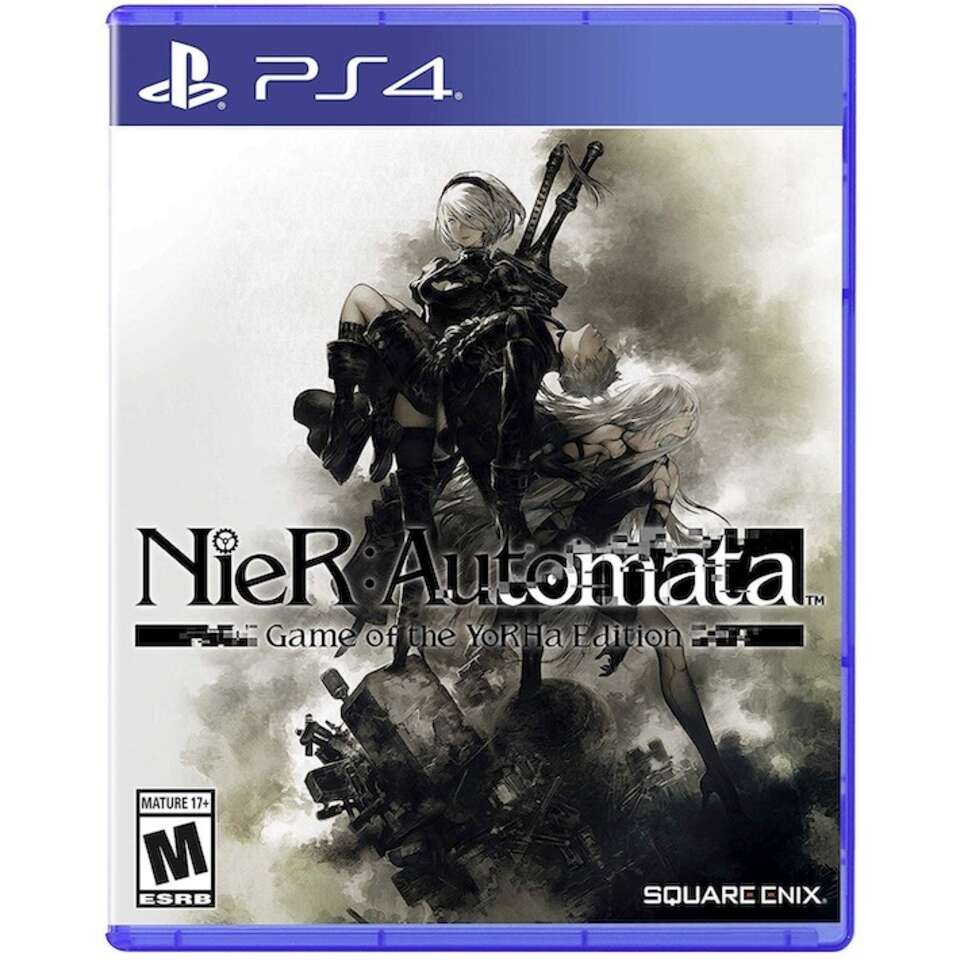 PS4®
NieR:Automata™
Game of the YoRHa Edition
MATURE 17+
M
ESRB
SQUARE ENIX®